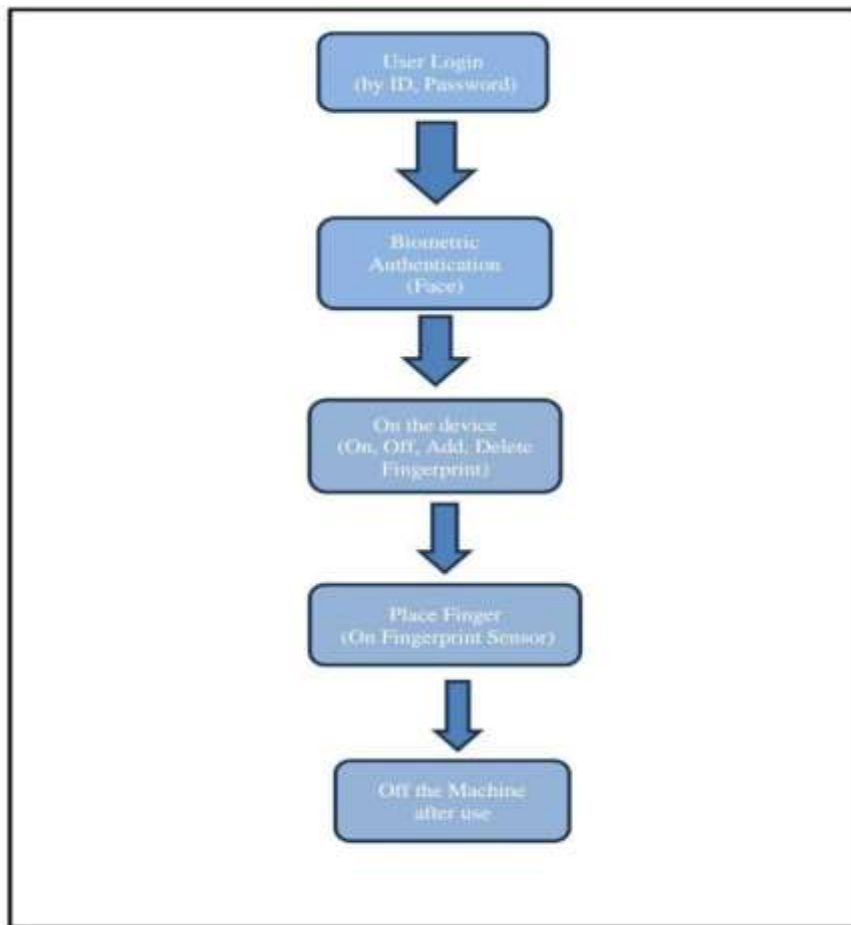 User Login
(by ID, Password)
Biometric
Authentication
(Face)
On the device
(On, Off, Add, Delete
Fingerprint)
Place Finger
(On Fingerprint Sensor)
Off the Machine
after use